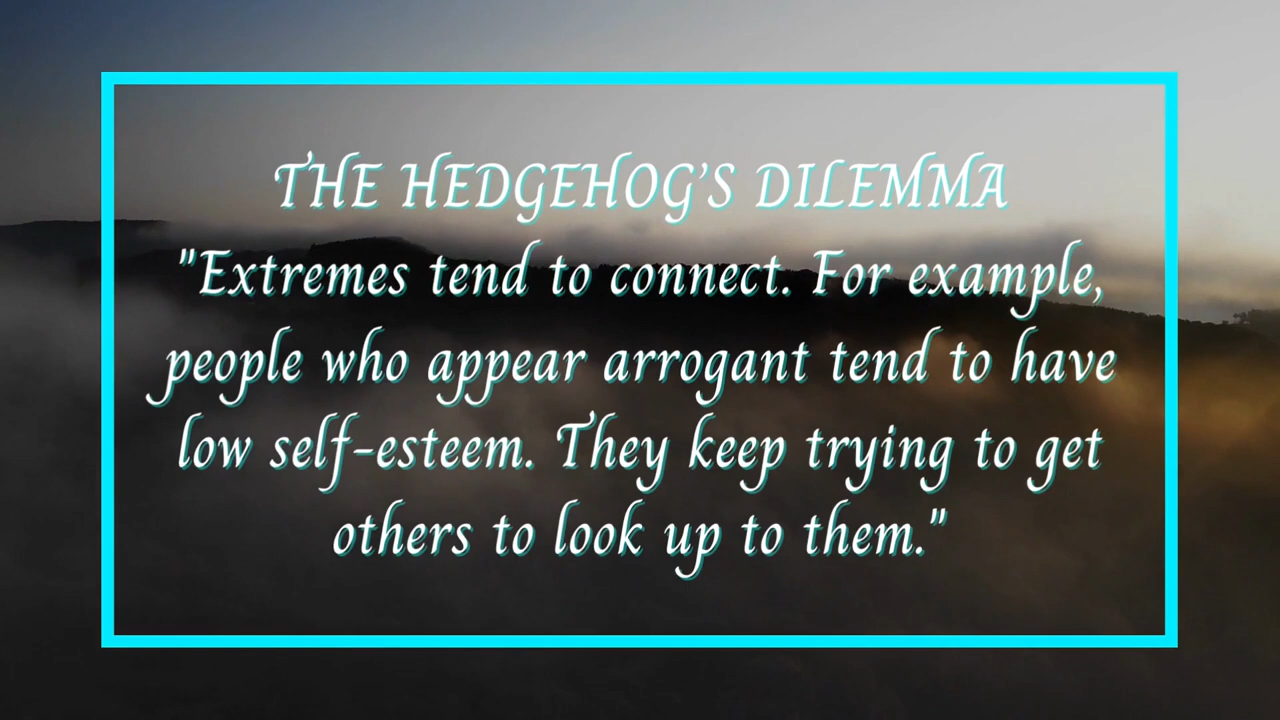 THE HEDGEHOG'S DILEMMA
"Extremes tend to connect. For example,
people who appear arrogant tend to have
low self-esteem. They keep trying to get
others to look up to them."